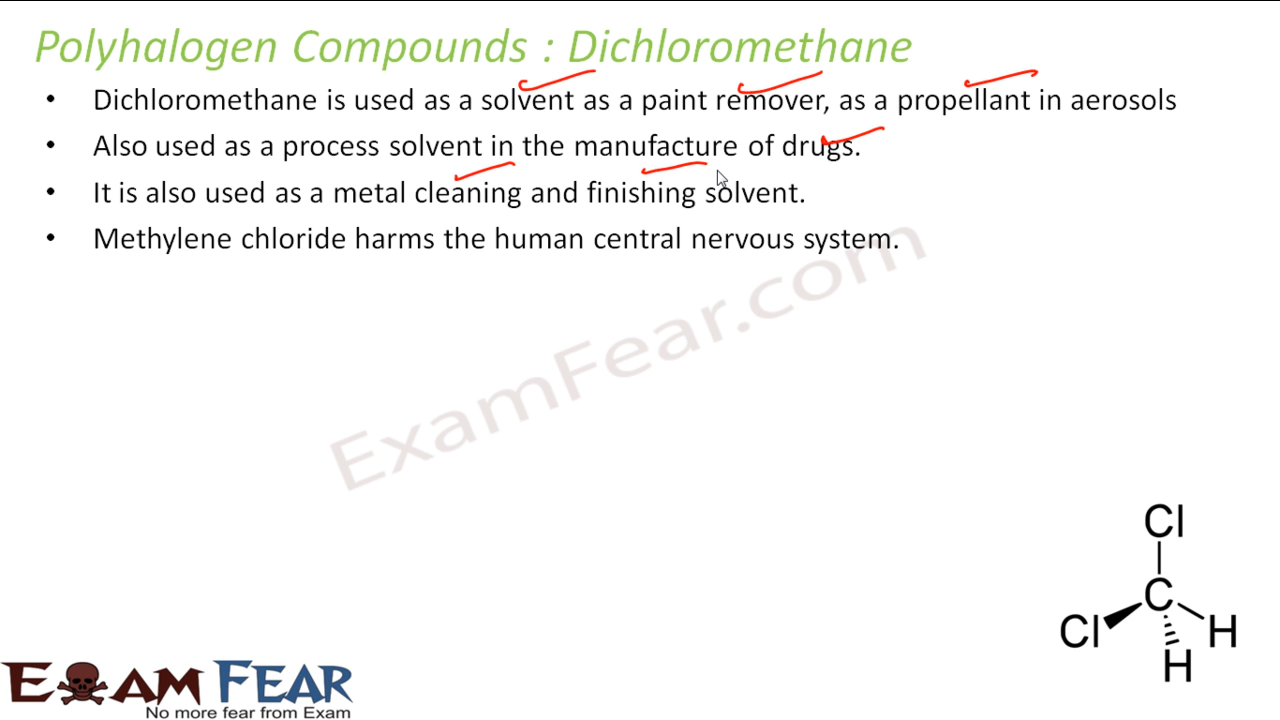 Polyhalogen Compounds : Dichloromethane
• Dichloromethane is used as a solvent as a paint remover, as a propellant in aerosols
• Also used as a process solvent in the manufacture of drugs.
• It is also used as a metal cleaning and finishing solvent.
• Methylene chloride harms the human central nervous system.
ExamFear.com
Cl
C
Cl H
H
EXAM FEAR
No more fear from Exam